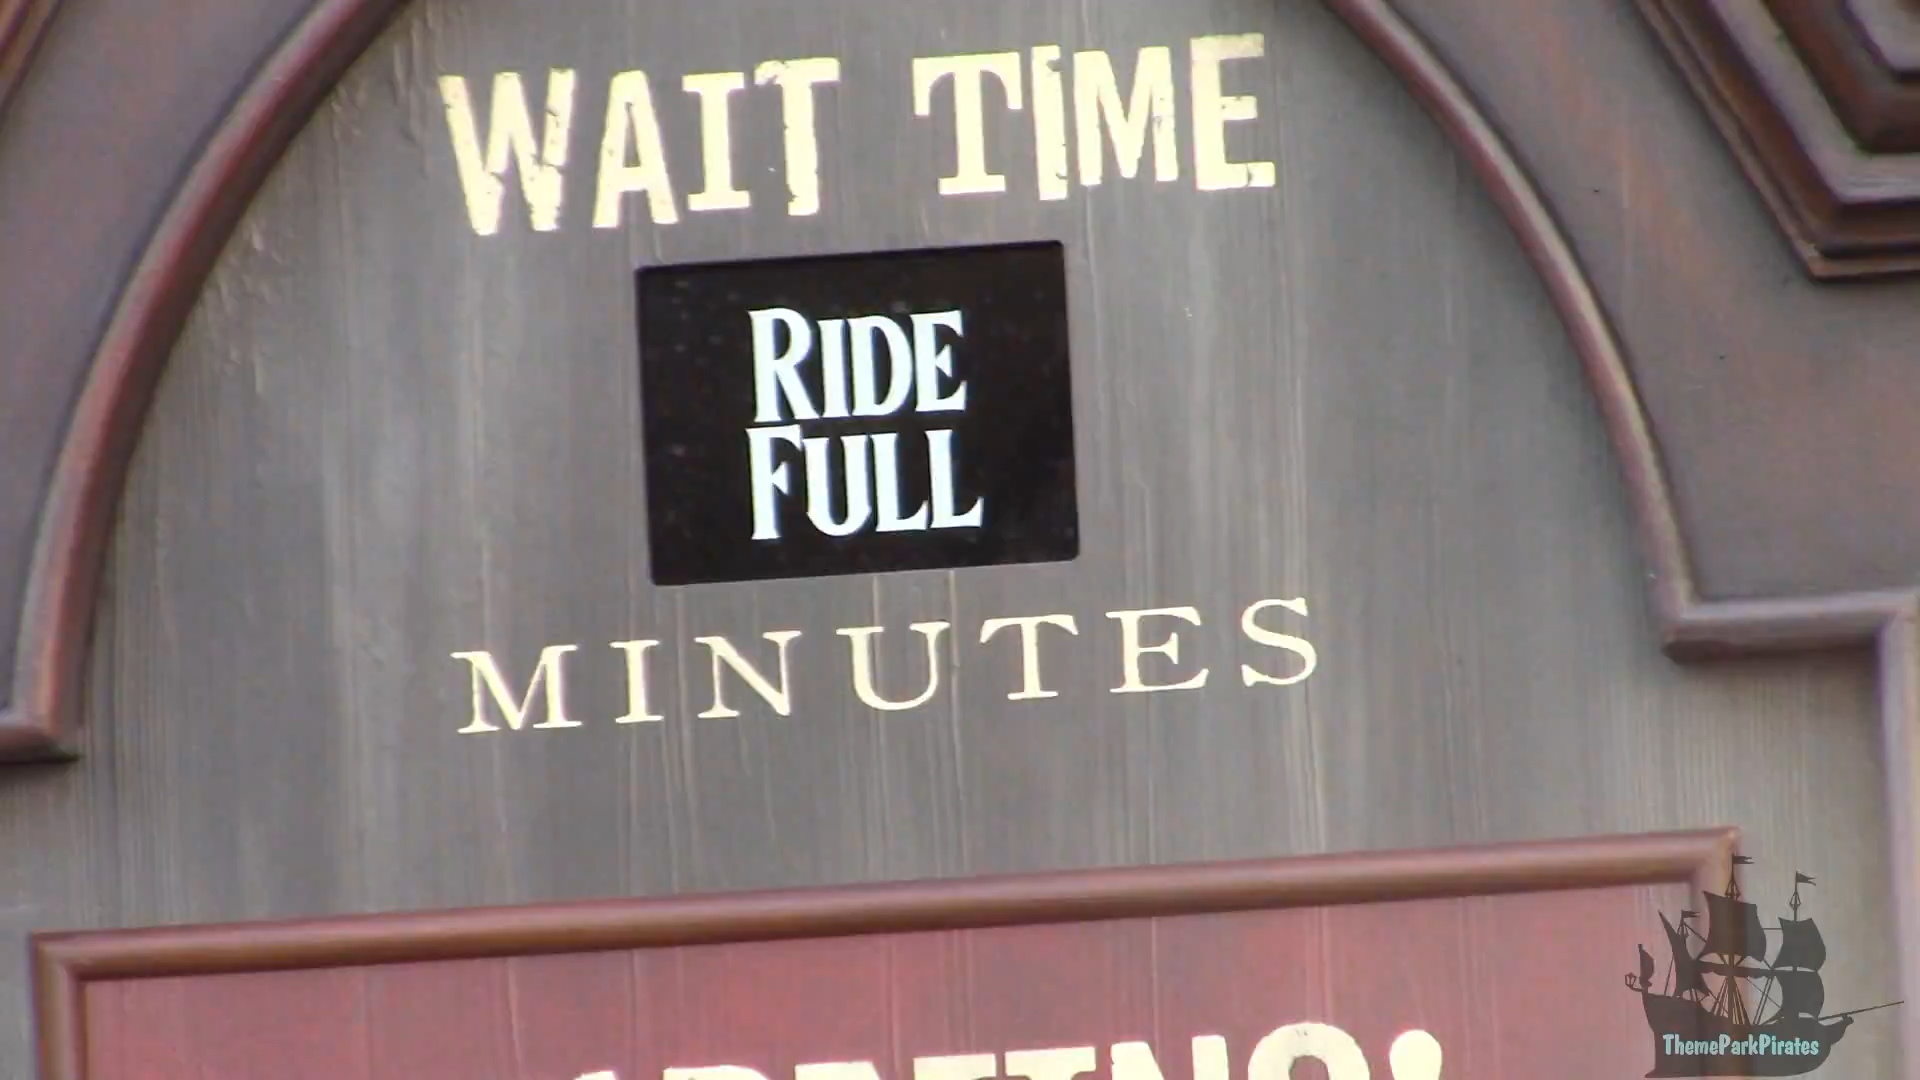 WAIT TIME
RIDE
FULL
MINUTES
ThemeParkPirates